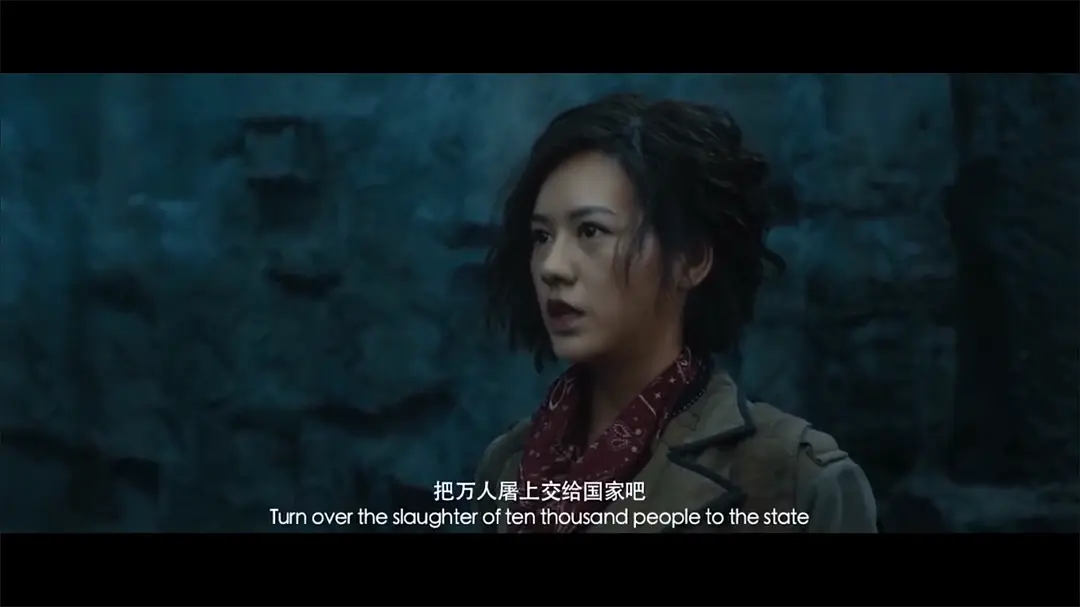 把万人屠上交给国家吧
Turn over the slaughter of ten thousand people to the state